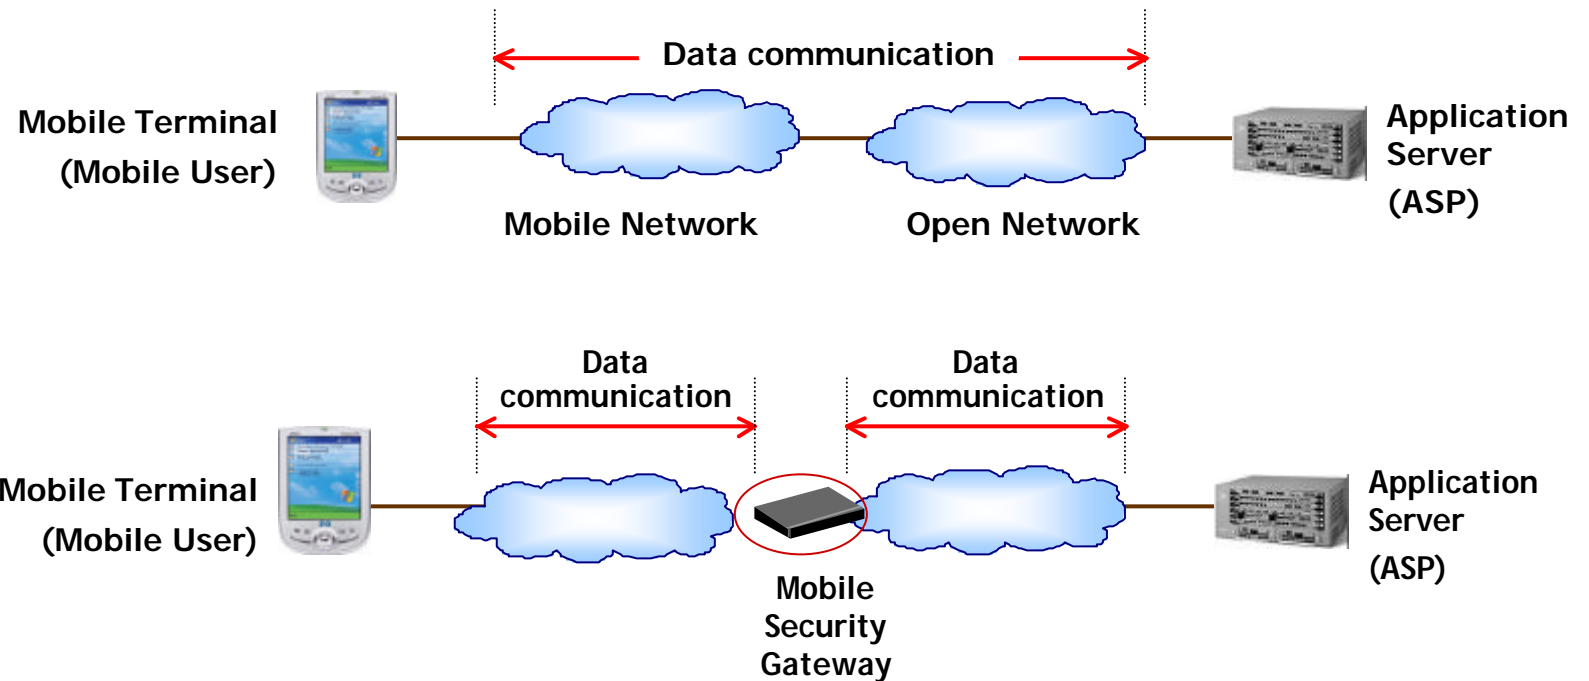 Data communication
Mobile Terminal
(Mobile User)
Application
Server
(ASP)
Mobile Network
Open Network
Data
communication
Data
communication
Mobile Terminal
(Mobile User)
Application
Server
(ASP)
Mobile
Security
Gateway